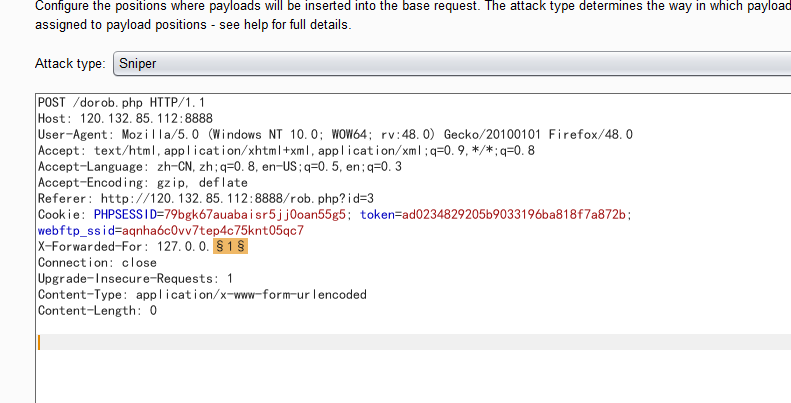 Configure the positions where payloads will be inserted into the base request. The attack type determines the way in which payload
assigned to payload positions - see help for full details.
Attack type: Sniper
POST /dorob.php HTTP/1.1
Host: 120.132.85.112:8888
User-Agent: Mozilla/5.0 (Windows NT 10.0; WOW64; rv:48.0) Gecko/20100101 Firefox/48.0
Accept: text/html,application/xhtml+xml,application/xml;q=0.9,*/*;q=0.8
Accept-Language: zh-CN,zh;q=0.8,en-US;q=0.5,en;q=0.3
Accept-Encoding: gzip, deflate
Referer: http://120.132.85.112:8888/rob.php?id=3
Cookie: PHPSESSID=79bgk67auabaisr5jj0oan55g5; token=ad0234829205b9033196ba818f7a872b;
webftp_ssid=aqnha6c0vv7tep4c75knt05qc7
X-Forwarded-For: 127.0.0.§1§
Connection: close
Upgrade-Insecure-Requests: 1
Content-Type: application/x-www-form-urlencoded
Content-Length: 0